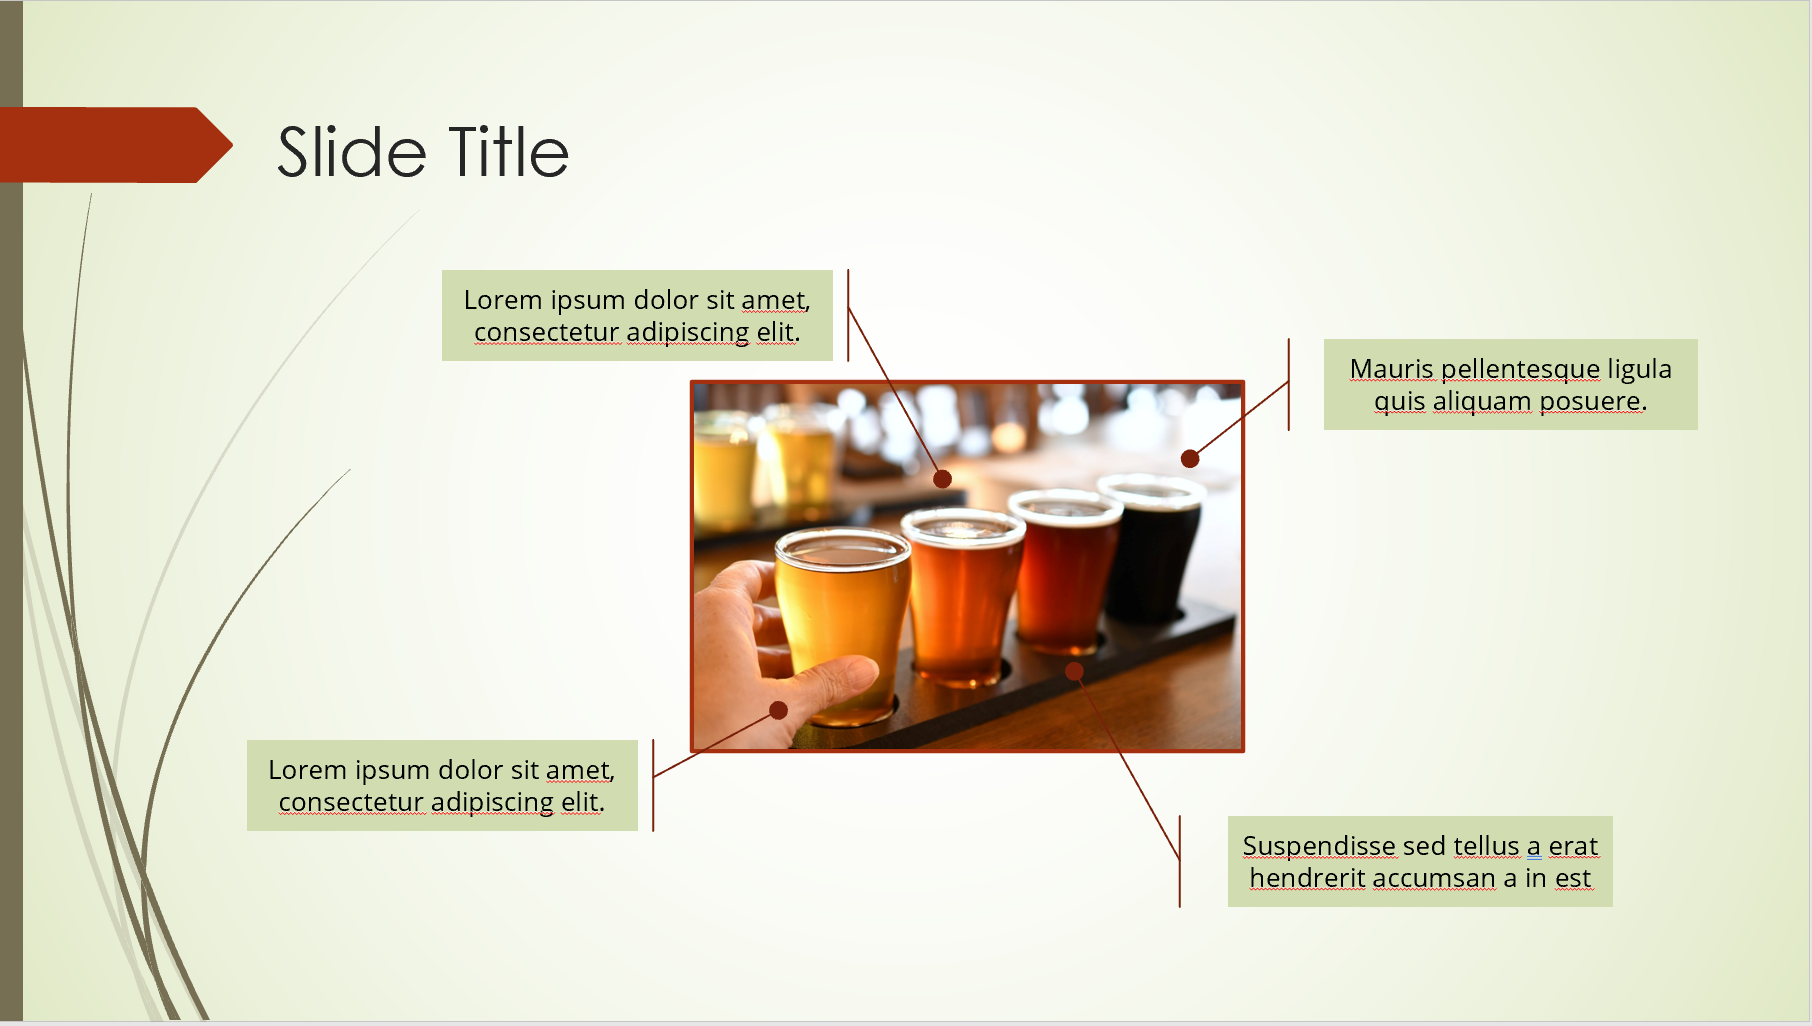 Slide Title
Lorem ipsum dolor sit amet,
consectetur adipiscing elit.
Mauris pellentesque ligula
quis aliquam posuere.
Lorem ipsum dolor sit amet,
consectetur adipiscing elit.
Suspendisse sed tellus a erat
hendrerit accumsan a in est